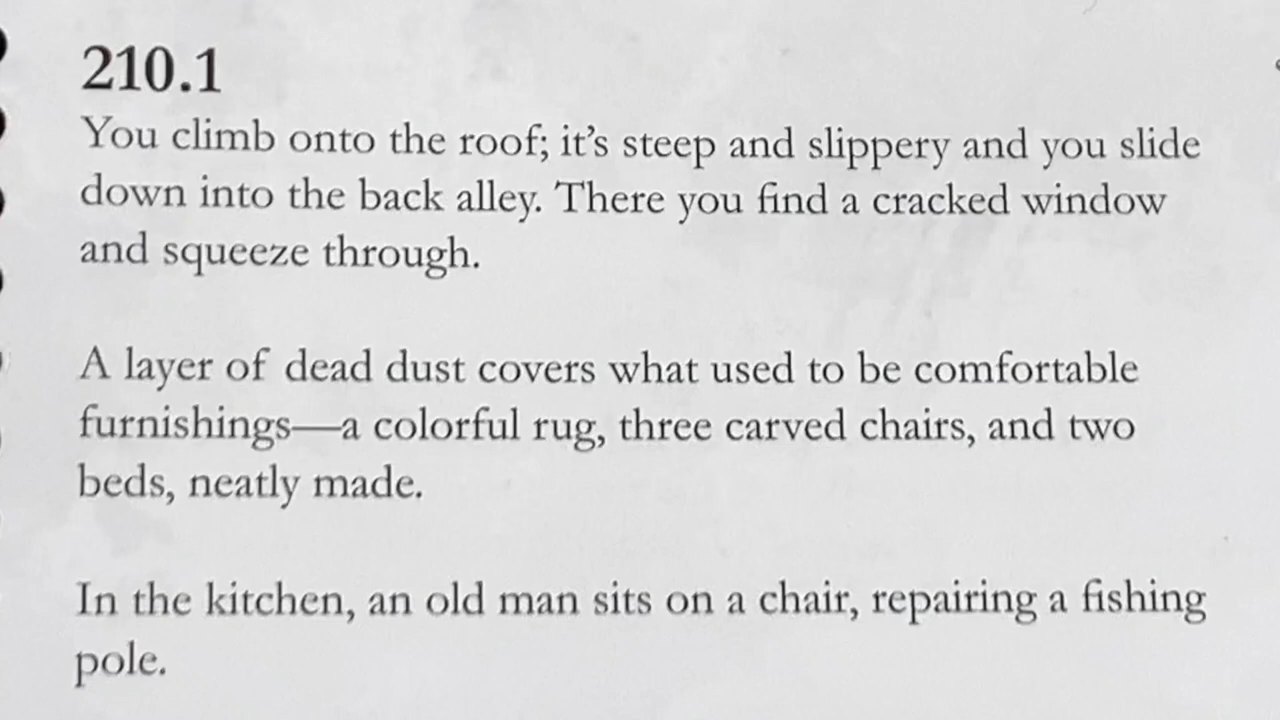 210.1
You climb onto the roof; it’s steep and slippery and you slide
down into the back alley. There you find a cracked window
and squeeze through.
A layer of dead dust covers what used to be comfortable
furnishings—a colorful rug, three carved chairs, and two
beds, neatly made.
In the kitchen, an old man sits on a chair, repairing a fishing
pole.